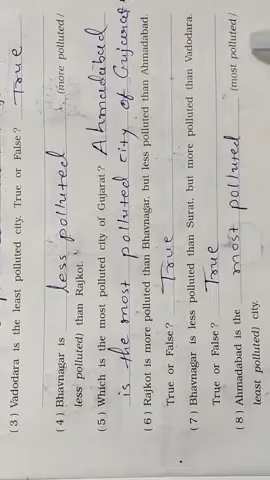 (3) Vadodara is the least polluted city. True or False? True
(4) Bhavnagar is less polluted (more polluted /
less polluted) than Rajkot.
(5) Which is the most polluted city of Gujarat? Ahmadabad
is the most polluted city of Gujarat
(6) Rajkot is more polluted than Bhavnagar, but less polluted than Ahmadabad.
True or False? True
(7) Bhavnagar is less polluted than Surat, but more polluted than Vadodara.
True or False? True
(8) Ahmadabad is the most polluted (most polluted /
least polluted) city.